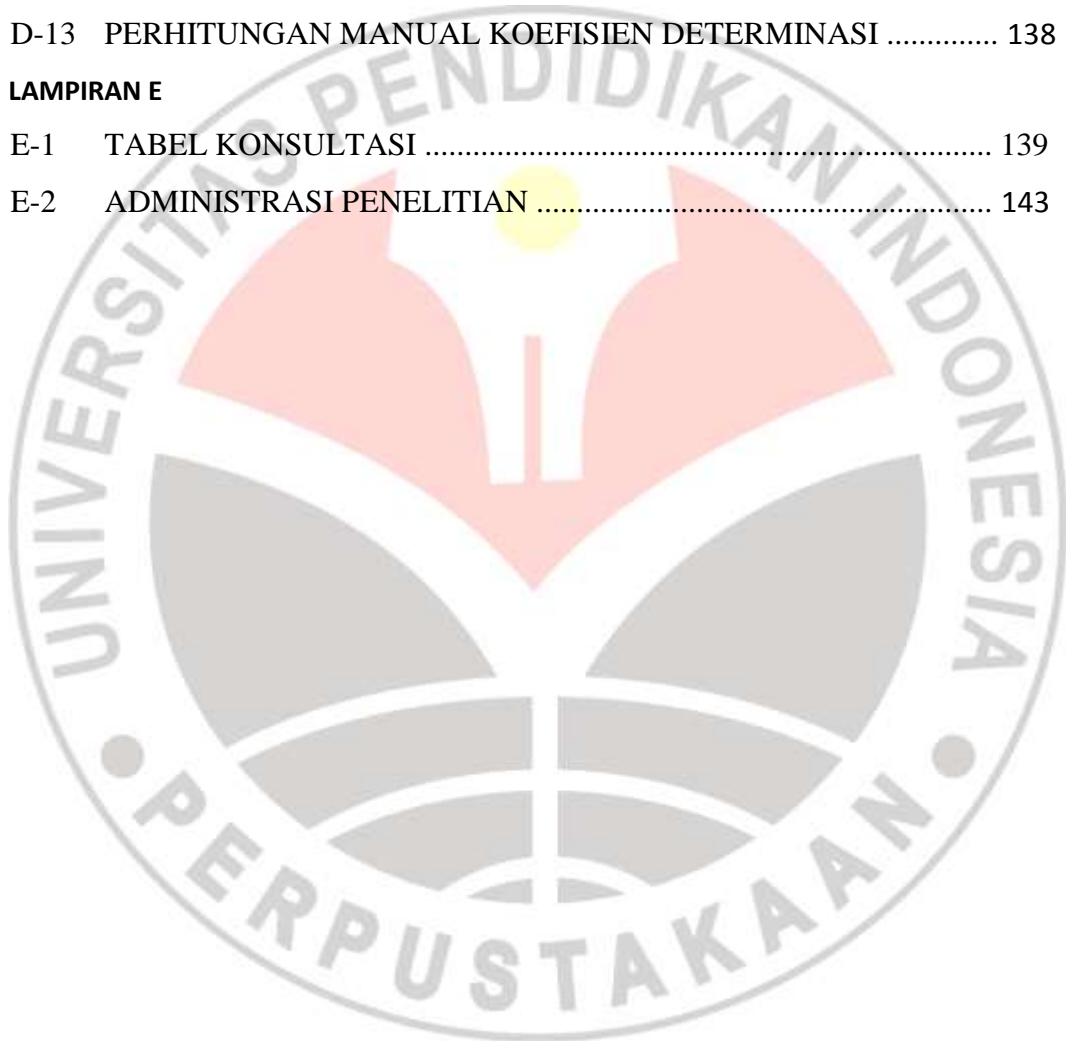 D-13 PERHITUNGAN MANUAL KOEFISIEN DETERMINASI .............. 138
LAMPIRAN E
E-1 TABEL KONSULTASI ...................................................................... 139
E-2 ADMINISTRASI PENELITIAN ........................................................ 143
UNIVERSITAS PENDIDIKAN INDONESIA
PERPUSTAKAAN